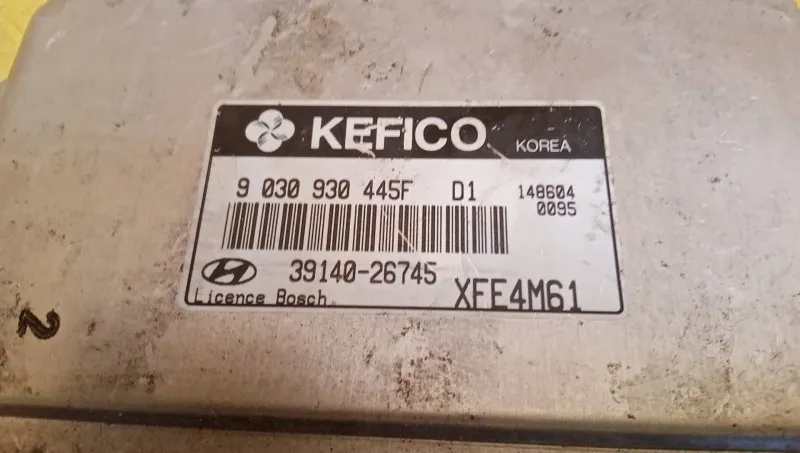 KEFICO KOREA
9 030 930 445F D1 148604
0095
39140-26745
Licence Bosch XFE4M61
2